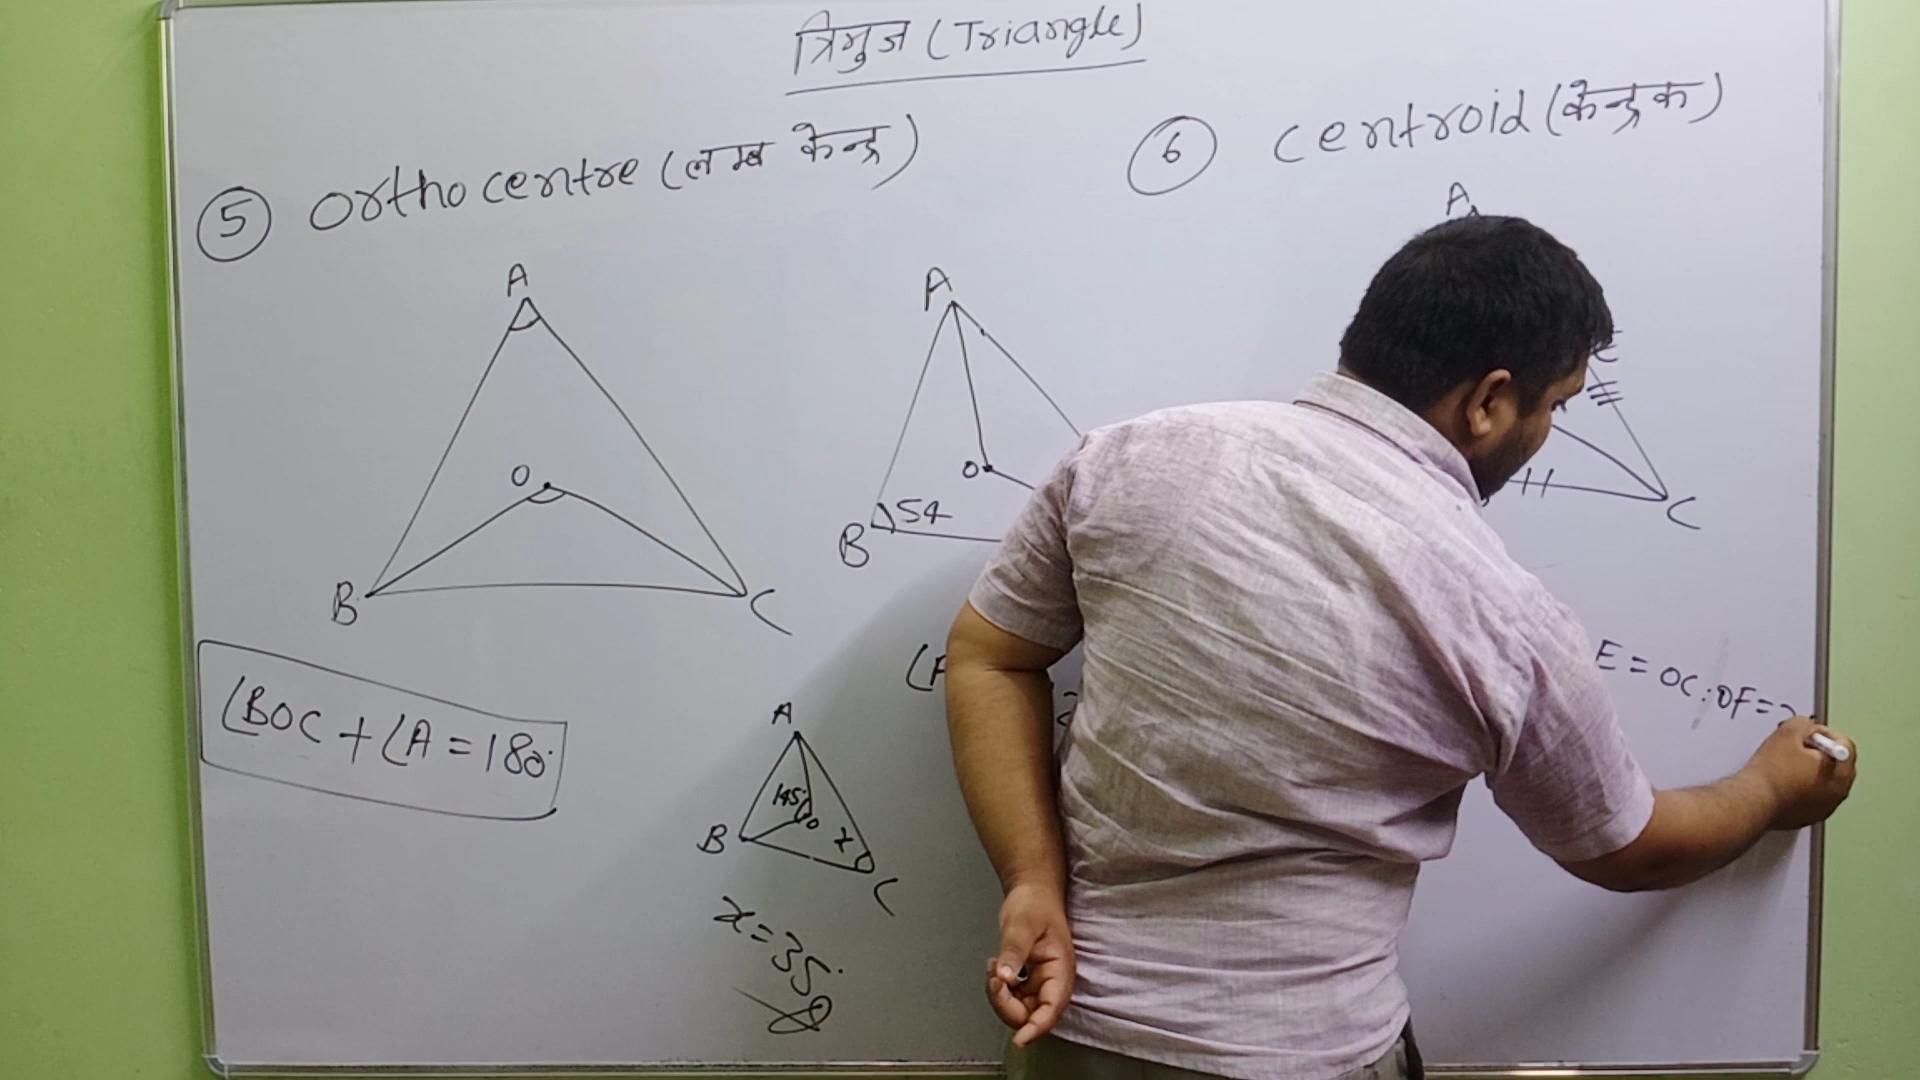 त्रिभुज (Triangle)
5 Orthocentre (लम्ब केन्द्र)
A
O
B
C
∠BOC + ∠A = 180°
A
O
B
54
A
145°
O
x
B
C
x = 35°
6 Centroid (केन्द्रक)
A
C
E = OC : OF =